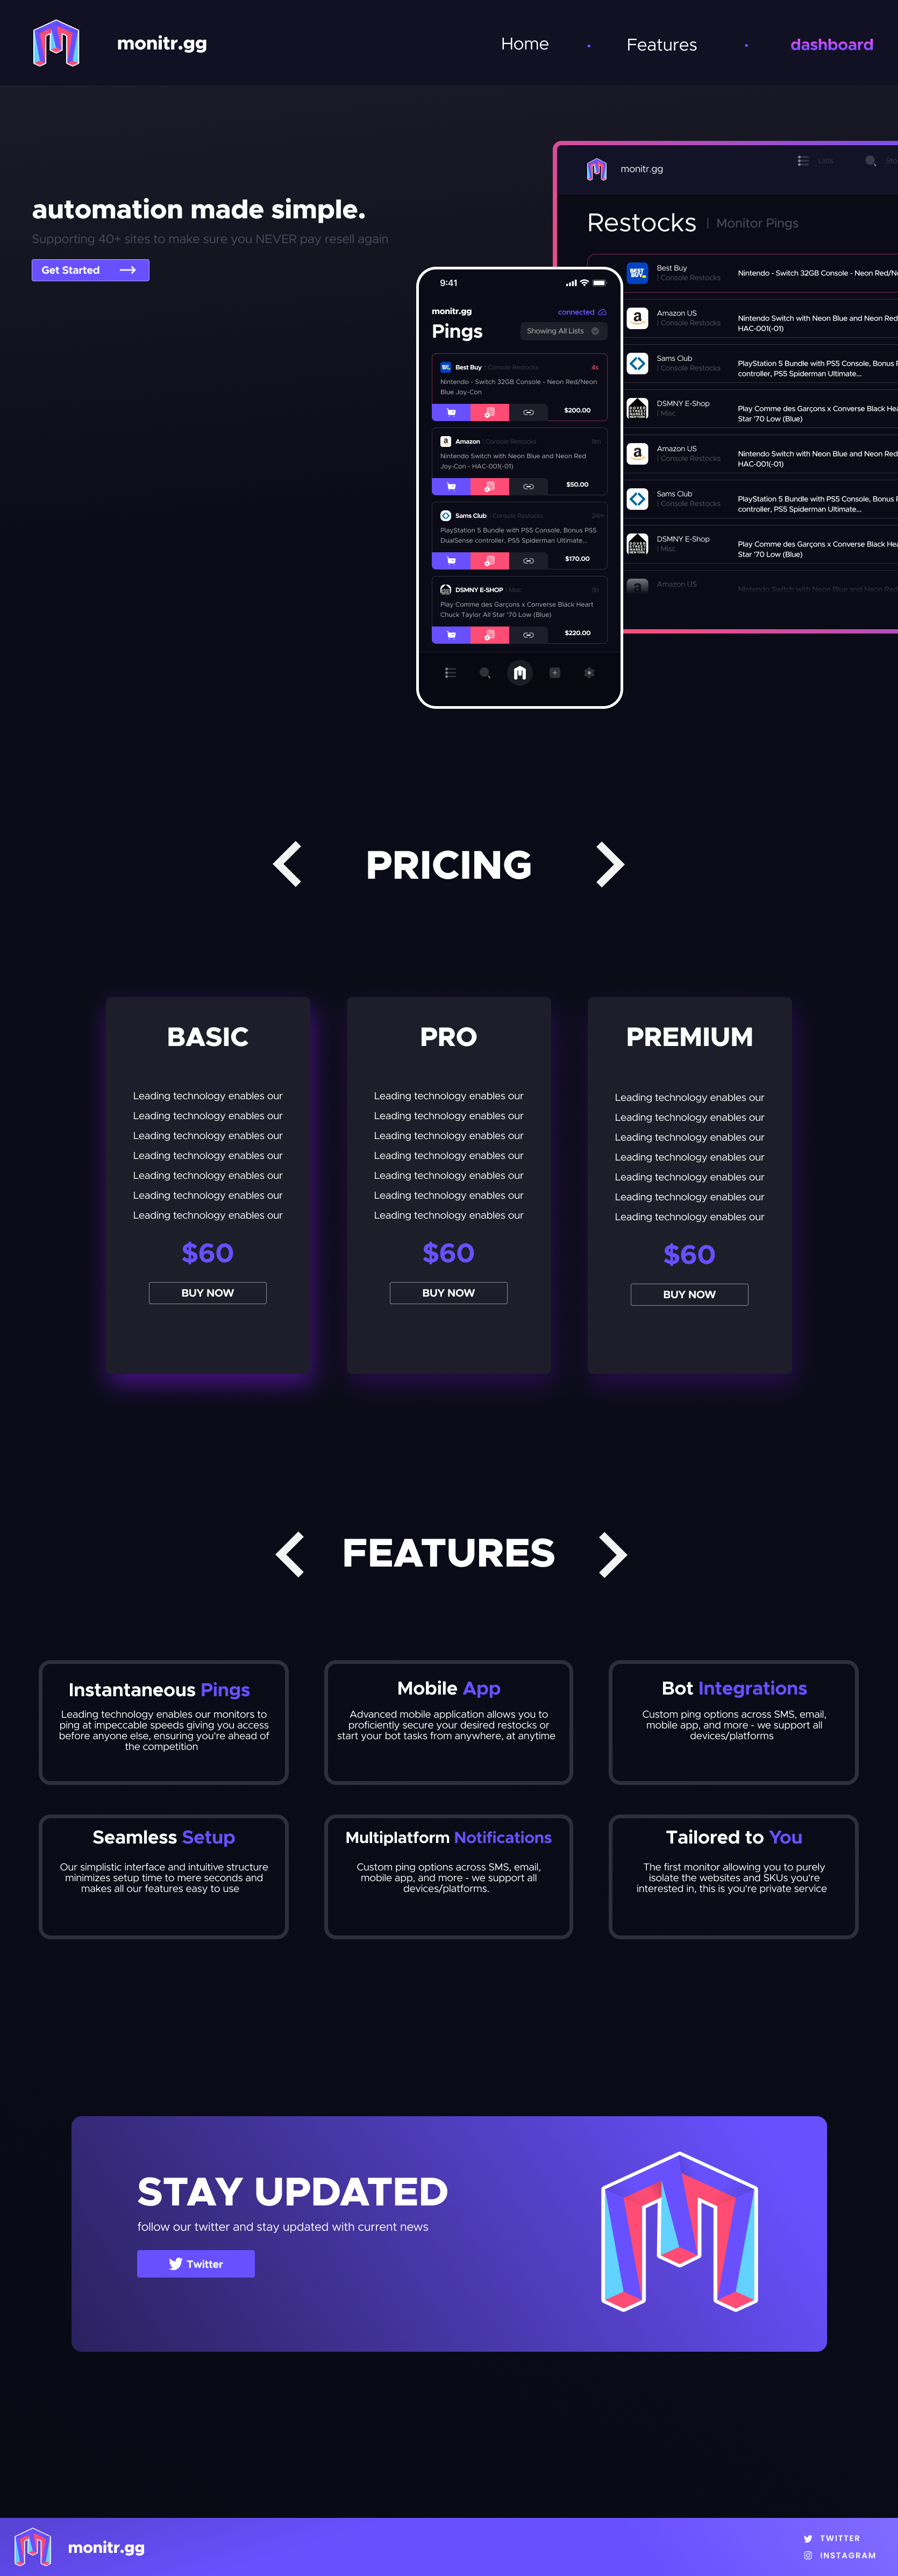 monitr.gg
Home
Features
dashboard
automation made simple.
Supporting 40+ sites to make sure you NEVER pay resell again
Get Started
monitr.gg
Lists
Restocks | Monitor Pings
Best Buy
| Console Restocks
Nintendo - Switch 32GB Console - Neon Red/
Amazon US
| Console Restocks
Nintendo Switch with Neon Blue and Neon Red
HAC-001(-01)
Sams Club
| Console Restocks
PlayStation 5 Bundle with PS5 Console, Bonus
controller, PS5 Spiderman Ultimate...
DSMNY E-Shop
| Misc
Play Comme des Garçons x Converse Black
Star '70 Low (Blue)
Amazon US
| Console Restocks
Nintendo Switch with Neon Blue and Neon Red
HAC-001(-01)
Sams Club
| Console Restocks
PlayStation 5 Bundle with PS5 Console, Bonus
controller, PS5 Spiderman Ultimate...
DSMNY E-Shop
| Misc
Play Comme des Garçons x Converse Black
Star '70 Low (Blue)
Amazon US
Nintendo Switch with Neon Blue and Neon Red
9:41
monitr.gg
connected
Pings
Showing All Lists
Best Buy | Console Restocks
4s
Nintendo - Switch 32GB Console - Neon Red/Neon
Blue Joy-Con
$200.00
Amazon | Console Restocks
Nintendo Switch with Neon Blue and Neon Red
Joy-Con - HAC-001(-01)
$50.00
Sams Club | Console Restocks
24m
PlayStation 5 Bundle with PS5 Console, Bonus PS5
DualSense controller, PS5 Spiderman Ultimate...
$170.00
DSMNY E-SHOP | Misc
Play Comme des Garçons x Converse Black Heart
Chuck Taylor All Star '70 Low (Blue)
$220.00
PRICING
BASIC
Leading technology enables our
Leading technology enables our
Leading technology enables our
Leading technology enables our
Leading technology enables our
Leading technology enables our
Leading technology enables our
$60
BUY NOW
PRO
Leading technology enables our
Leading technology enables our
Leading technology enables our
Leading technology enables our
Leading technology enables our
Leading technology enables our
Leading technology enables our
$60
BUY NOW
PREMIUM
Leading technology enables our
Leading technology enables our
Leading technology enables our
Leading technology enables our
Leading technology enables our
Leading technology enables our
Leading technology enables our
$60
BUY NOW
FEATURES
Instantaneous Pings
Leading technology enables our monitors to
ping at impeccable speeds giving you access
before anyone else, ensuring you're ahead of
the competition
Mobile App
Advanced mobile application allows you to
proficiently secure your desired restocks or
start your bot tasks from anywhere, at anytime
Bot Integrations
Custom ping options across SMS, email,
mobile app, and more - we support all
devices/platforms
Seamless Setup
Our simplistic interface and intuitive structure
minimizes setup time to mere seconds and
makes all our features easy to use
Multiplatform Notifications
Custom ping options across SMS, email,
mobile app, and more - we support all
devices/platforms.
Tailored to You
The first monitor allowing you to purely
isolate the websites and SKUs you're
interested in, this is you're private service
STAY UPDATED
follow our twitter and stay updated with current news
Twitter
monitr.gg
TWITTER
INSTAGRAM